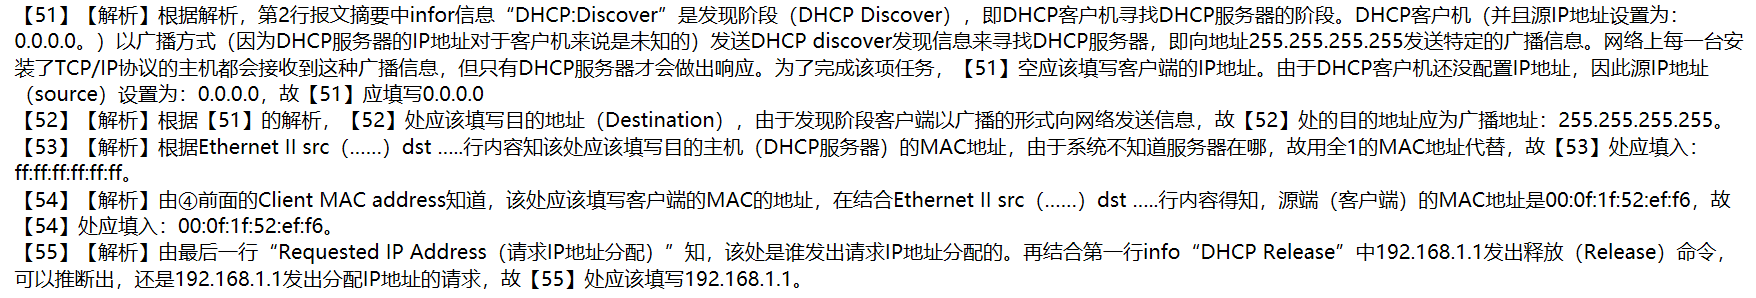 【51】【解析】根据解析，第2行报文摘要中infor信息“DHCP:Discover”是发现阶段（DHCP Discover），即DHCP客户机寻找DHCP服务器的阶段。DHCP客户机（并且源IP地址设置为：
0.0.0.0。）以广播方式（因为DHCP服务器的IP地址对于客户机来说是未知的）发送DHCP discover发现信息来寻找DHCP服务器，即向地址255.255.255.255发送特定的广播信息。网络上每一台安
装了TCP/IP协议的主机都会接收到这种广播信息，但只有DHCP服务器才会做出响应。为了完成该项任务，【51】空应该填写客户端的IP地址。由于DHCP客户机还没配置IP地址，因此源IP地址
（source）设置为：0.0.0.0，故【51】应填写0.0.0.0
【52】【解析】根据【51】的解析，【52】处应该填写目的地址（Destination），由于发现阶段客户端以广播的形式向网络发送信息，故【52】处的目的地址应为广播地址：255.255.255.255。
【53】【解析】根据Ethernet II src（……）dst …..行内容知该处应该填写目的主机（DHCP服务器）的MAC地址，由于系统不知道服务器在哪，故用全1的MAC地址代替，故【53】处应填入：
ff:ff:ff:ff:ff:ff。
【54】【解析】由④前面的Client MAC address知道，该处应该填写客户端的MAC的地址，在结合Ethernet II src（……）dst …..行内容得知，源端（客户端）的MAC地址是00:0f:1f:52:ef:f6，故
【54】处应填入：00:0f:1f:52:ef:f6。
【55】【解析】由最后一行“Requested IP Address（请求IP地址分配）”知，该处是谁发出请求IP地址分配的。再结合第一行info“DHCP Release”中192.168.1.1发出释放（Release）命令，
可以推断出，还是192.168.1.1发出分配IP地址的请求，故【55】处应该填写192.168.1.1。